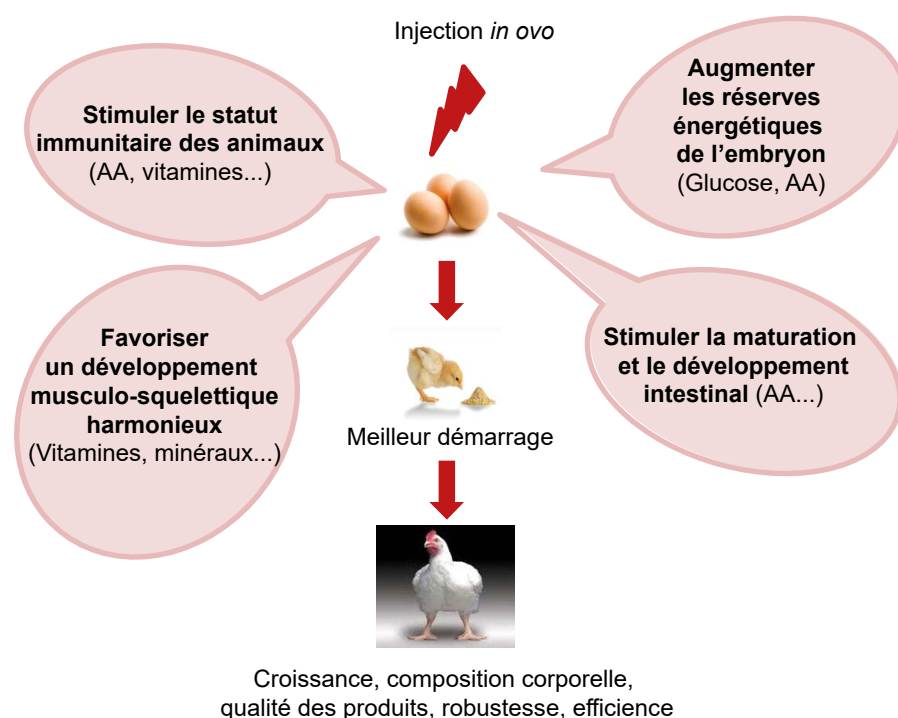 Injection in ovo
Stimuler le statut
immunitaire des animaux
(AA, vitamines...)
Augmenter
les réserves
énergétiques
de l’embryon
(Glucose, AA)
Favoriser
un développement
musculo-squelettique
harmonieux
(Vitamines, minéraux...)
Stimuler la maturation
et le développement
intestinal (AA...)
Meilleur démarrage
Croissance, composition corporelle,
qualité des produits, robustesse, efficience